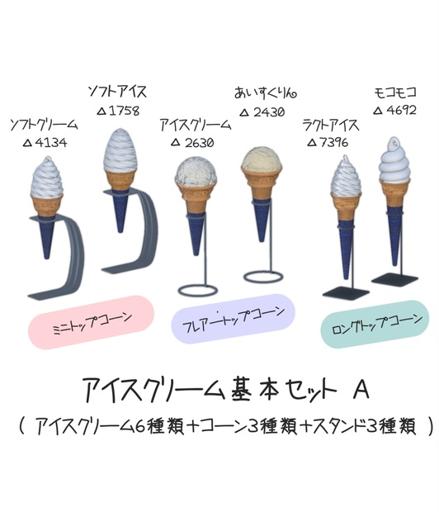 ソフトアイス
△1758
あいすくりん
△2430
モコモコ
△4692
ソフトクリーム
△4134
アイスクリーム
△2630
ラクトアイス
△7396
ミニトップコーン
フレアートップコーン
ロングトップコーン
アイスクリーム基本セット A
( アイスクリーム6種類+コーン3種類+スタンド3種類 )